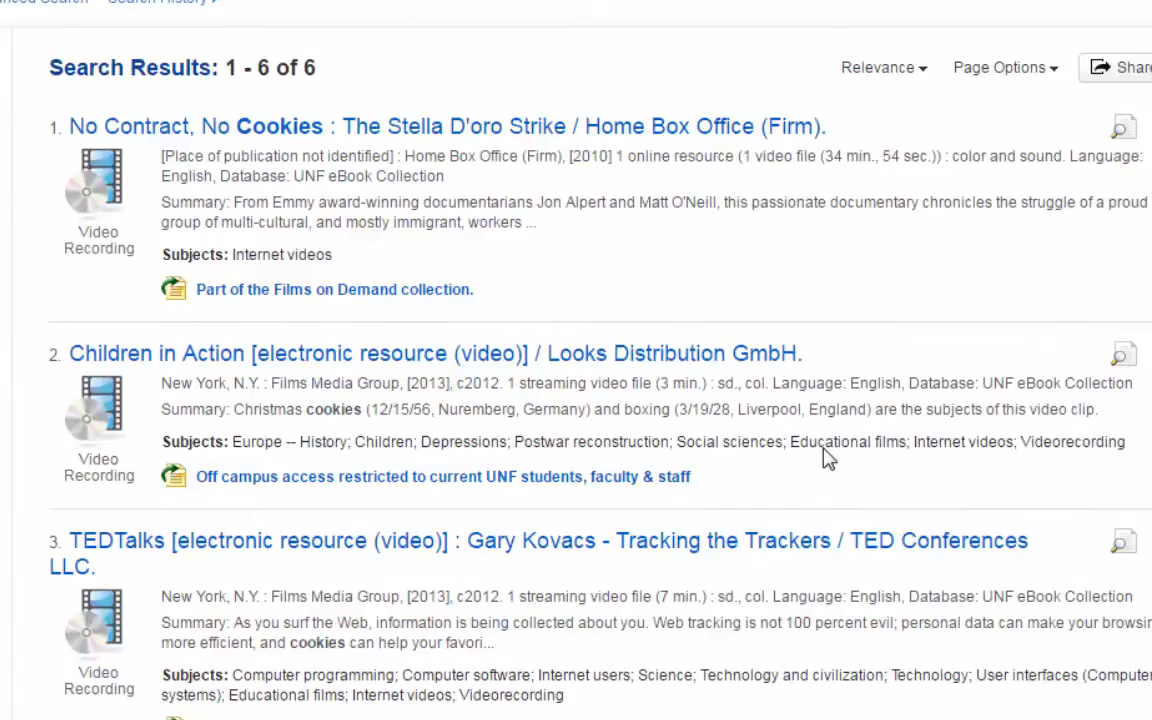 Search History
Search Results: 1 - 6 of 6
Relevance
Page Options
1. No Contract, No Cookies : The Stella D'oro Strike / Home Box Office (Firm).
[Place of publication not identified] : Home Box Office (Firm), [2010] 1 online resource (1 video file (34 min., 54 sec.)) : color and sound. Language:
English, Database: UNF eBook Collection
Summary: From Emmy award-winning documentarians Jon Alpert and Matt O'Neill, this passionate documentary chronicles the struggle of a proud
group of multi-cultural, and mostly immigrant, workers ...
Video
Recording
Subjects: Internet videos
Part of the Films on Demand collection.
2. Children in Action [electronic resource (video)] / Looks Distribution GmbH.
New York, N.Y. : Films Media Group, [2013], c2012. 1 streaming video file (3 min.) : sd., col. Language: English, Database: UNF eBook Collection
Summary: Christmas cookies (12/15/56, Nuremberg, Germany) and boxing (3/19/28, Liverpool, England) are the subjects of this video clip.
Subjects: Europe -- History; Children; Depressions; Postwar reconstruction; Social sciences; Educational films; Internet videos; Videorecording
Video
Recording
Off campus access restricted to current UNF students, faculty & staff
3. TEDTalks [electronic resource (video)] : Gary Kovacs - Tracking the Trackers / TED Conferences
LLC.
New York, N.Y. : Films Media Group, [2013], c2012. 1 streaming video file (7 min.) : sd., col. Language: English, Database: UNF eBook Collection
Summary: As you surf the Web, information is being collected about you. Web tracking is not 100 percent evil; personal data can make your browsin
more efficient, and cookies can help your favori...
Video
Recording
Subjects: Computer programming; Computer software; Internet users; Science; Technology and civilization; Technology; User interfaces (Computer
systems); Educational films; Internet videos; Videorecording